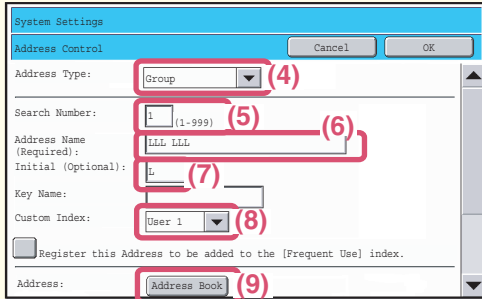 System Settings
Address Control Cancel OK
Address Type: Group (4)
Search Number: 1 (1-999) (5)
Address Name (Required): LLL LLL (6)
Initial (Optional): L (7)
Key Name:
Custom Index: User 1 (8)
Register this Address to be added to the [Frequent Use] index.
Address: Address Book (9)